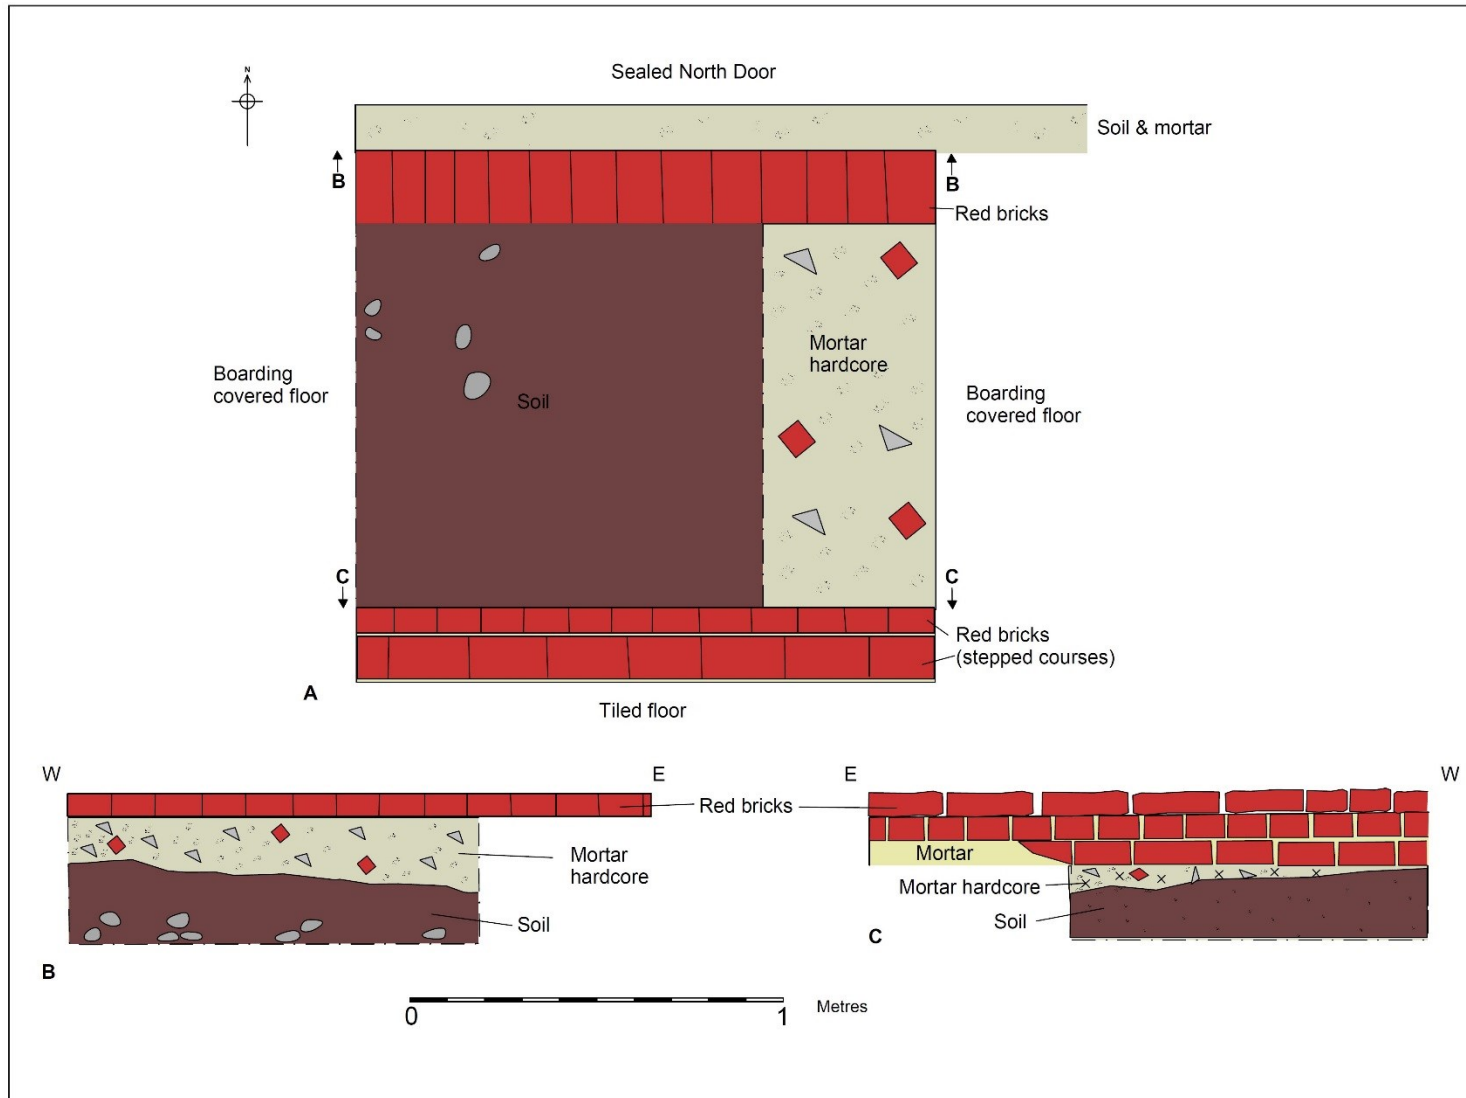 N
Sealed North Door
Soil & mortar
B
B
Red bricks
Mortar
hardcore
Boarding
covered floor
Soil
Boarding
covered floor
C
C
Red bricks
(stepped courses)
A
Tiled floor
W
E
Red bricks
Mortar
hardcore
Soil
B
E
W
Mortar
Mortar hardcore
Soil
C
0
1
Metres